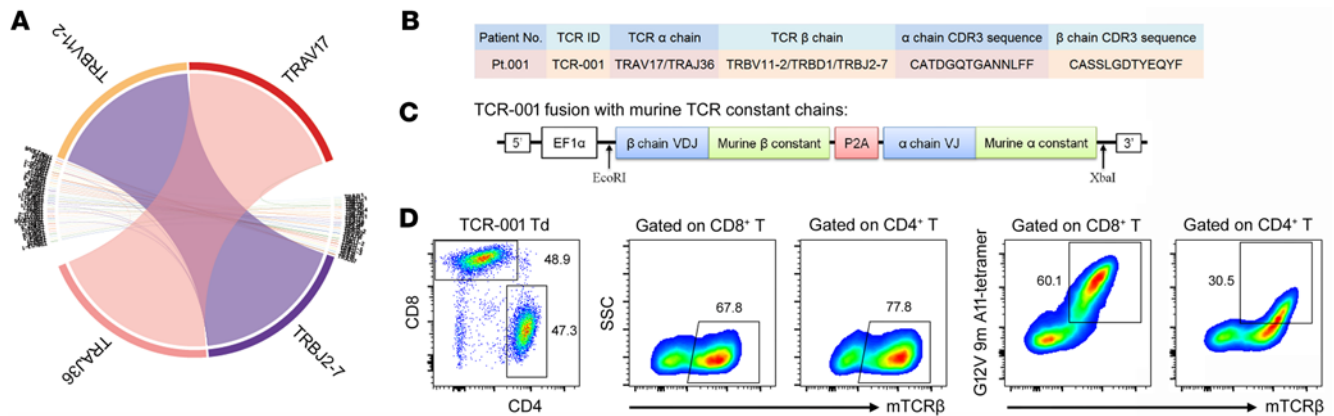 A
TRBV11-2
TRAV17
TRAJ36
TRBJ2-7
B
Patient No. TCR ID TCR α chain TCR β chain α chain CDR3 sequence β chain CDR3 sequence
Pt.001 TCR-001 TRAV17/TRAJ36 TRBV11-2/TRBD1/TRBJ2-7 CATDGQTGANNLFF CASSLGDTYEQYF
C
TCR-001 fusion with murine TCR constant chains:
5' EF1α β chain VDJ Murine β constant P2A α chain VJ Murine α constant 3'
EcoRI XbaI
D
TCR-001 Td Gated on CD8⁺ T Gated on CD4⁺ T Gated on CD8⁺ T Gated on CD4⁺ T
CD8
48.9
47.3
CD4
SSC
67.8
77.8
mTCRβ
G12V 9m A11-tetramer
60.1
30.5
mTCRβ